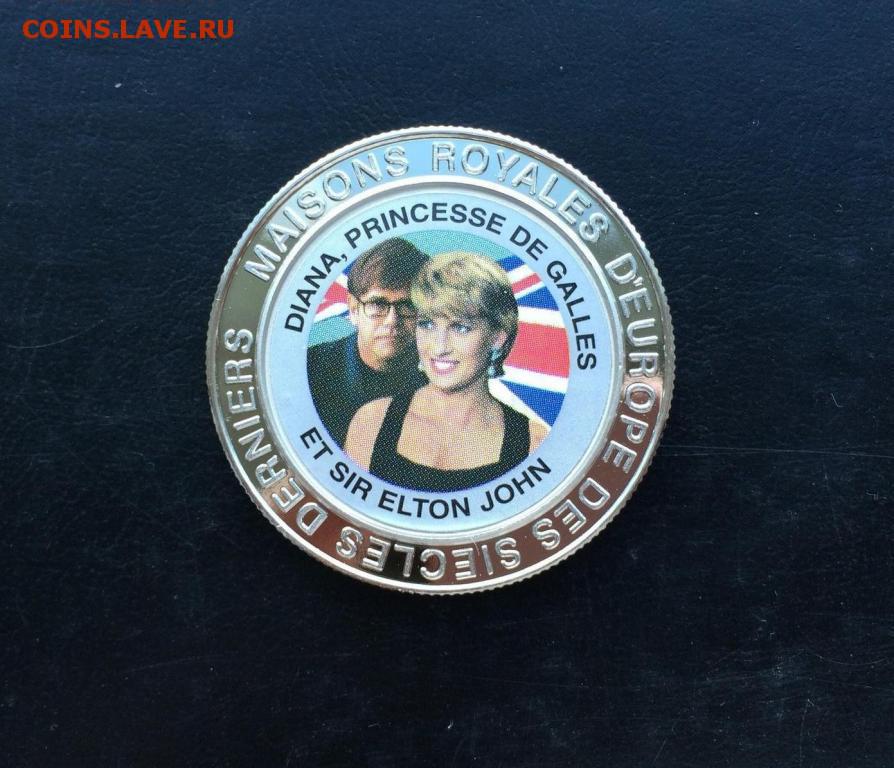 COINS.LAVE.RU
MAISONS ROYALES D'EUROPE DES SIECLES DERNIERS
DIANA, PRINCESSE DE GALLES
ET SIR ELTON JOHN